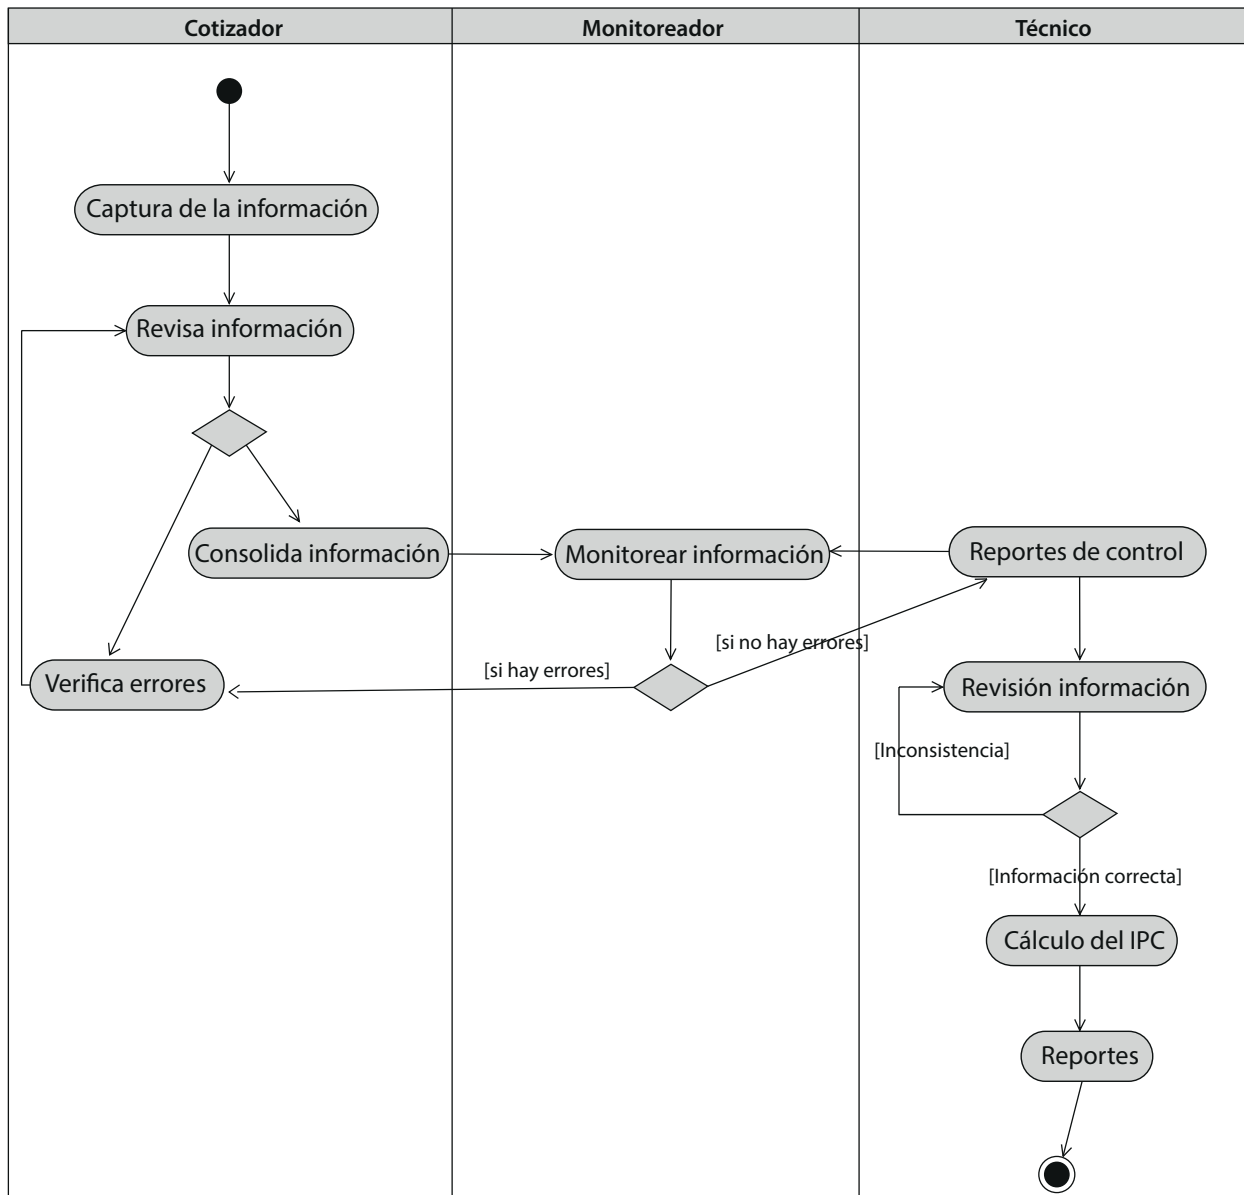 Cotizador
Monitoreador
Técnico
Captura de la información
Revisa información
Consolida información
Monitorear información
Reportes de control
[si no hay errores]
[si hay errores]
Verifica errores
Revisión información
[Inconsistencia]
[Información correcta]
Cálculo del IPC
Reportes